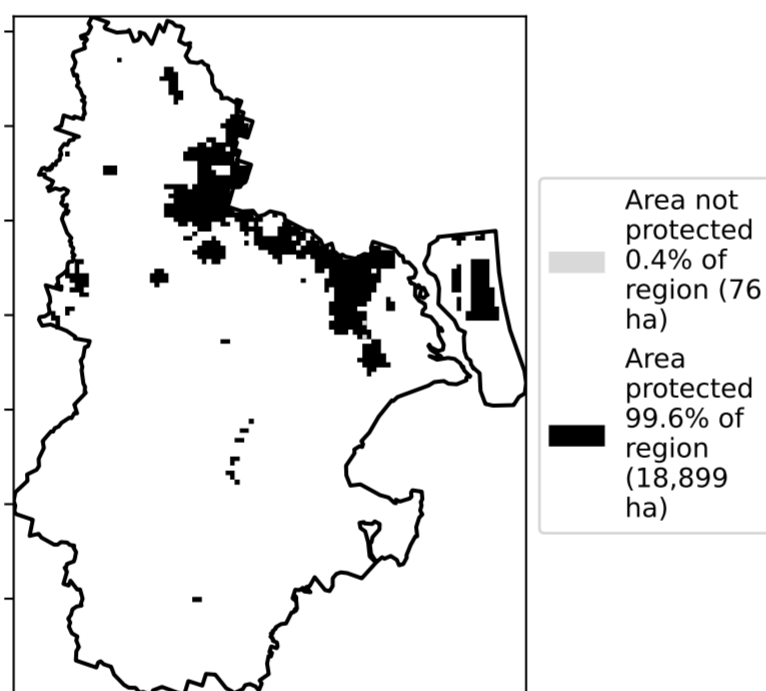 Area not
protected
0.4% of
region (76
ha)
Area
protected
99.6% of
region
(18,899
ha)